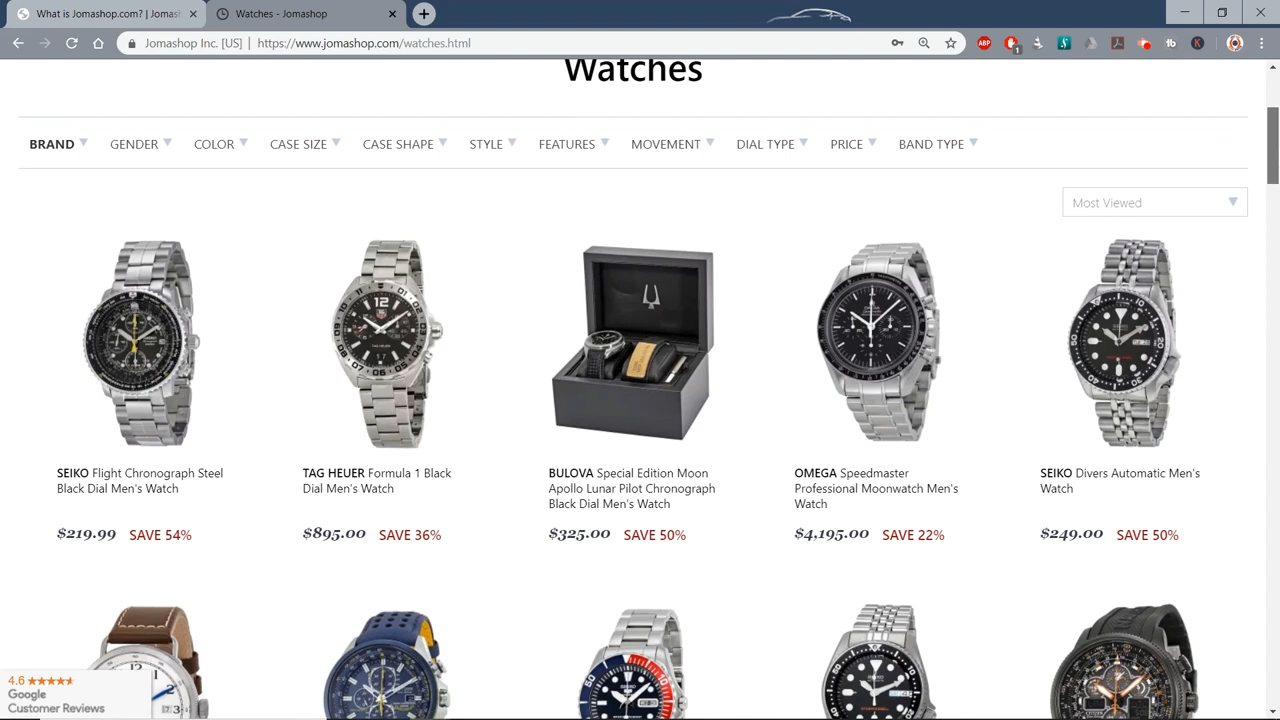 What is Jomashop.com? | Jomash
Watches - Jomashop
Jomashop Inc. [US] | https://www.jomashop.com/watches.html
ABP
1
Watches
BRAND GENDER COLOR CASE SIZE CASE SHAPE STYLE FEATURES MOVEMENT DIAL TYPE PRICE BAND TYPE
Most Viewed
SEIKO Flight Chronograph Steel
Black Dial Men's Watch
$219.99 SAVE 54%
TAG HEUER Formula 1 Black
Dial Men's Watch
$895.00 SAVE 36%
BULOVA Special Edition Moon
Apollo Lunar Pilot Chronograph
Black Dial Men's Watch
$325.00 SAVE 50%
OMEGA Speedmaster
Professional Moonwatch Men's
Watch
$4,195.00 SAVE 22%
SEIKO Divers Automatic Men's
Watch
$249.00 SAVE 50%
4.6
Google
Customer Reviews